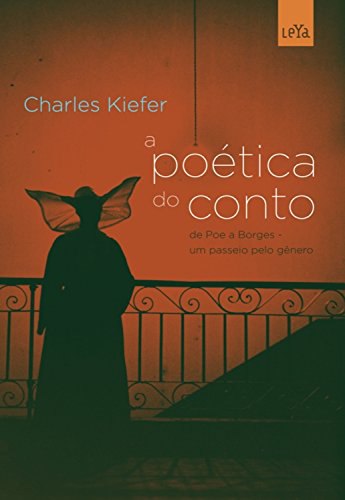 LeYa
Charles Kiefer
a
poética
do conto
de Poe a Borges -
um passeio pelo gênero